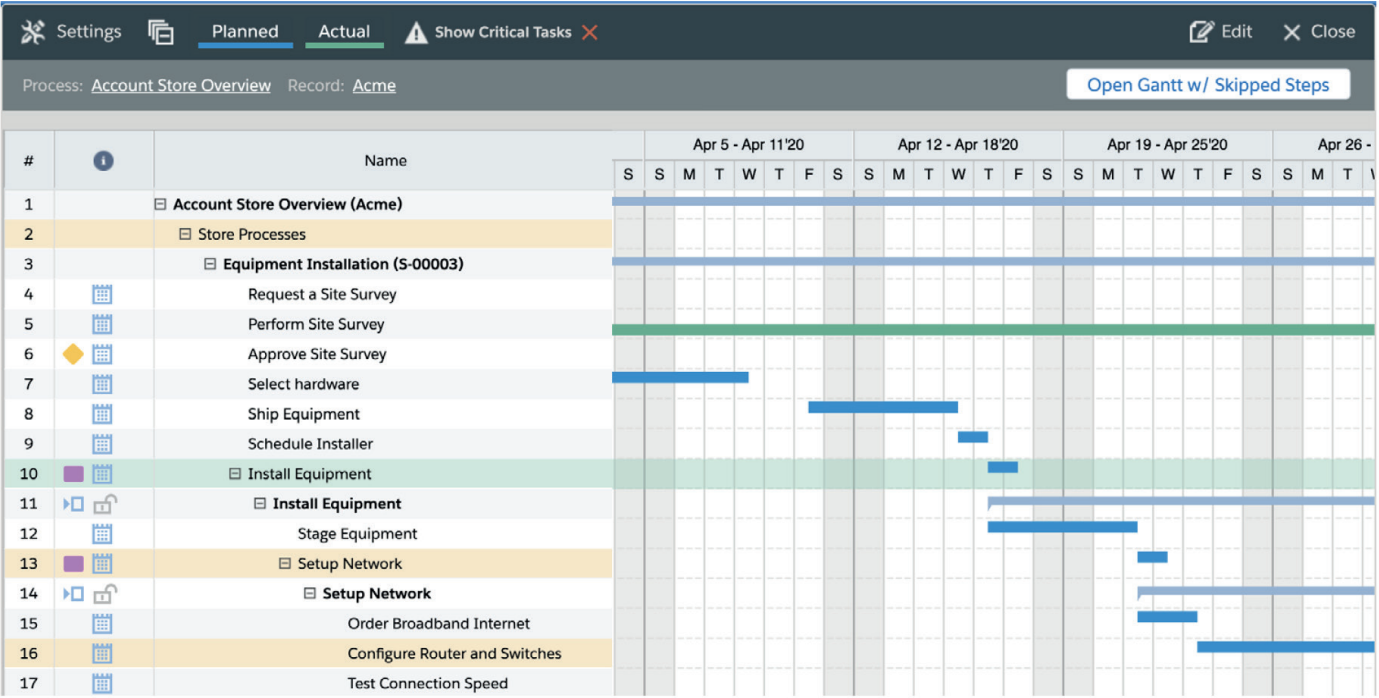 Settings Planned Actual Show Critical Tasks Edit Close
Process: Account Store Overview Record: Acme Open Gantt w/ Skipped Steps
# Name Apr 5 - Apr 11'20 Apr 12 - Apr 18'20 Apr 19 - Apr 25'20 Apr 26 -
S S M T W T F S S M T W T F S S M T W T F S S M T
1 Account Store Overview (Acme)
2 Store Processes
3 Equipment Installation (S-00003)
4 Request a Site Survey
5 Perform Site Survey
6 Approve Site Survey
7 Select hardware
8 Ship Equipment
9 Schedule Installer
10 Install Equipment
11 Install Equipment
12 Stage Equipment
13 Setup Network
14 Setup Network
15 Order Broadband Internet
16 Configure Router and Switches
17 Test Connection Speed